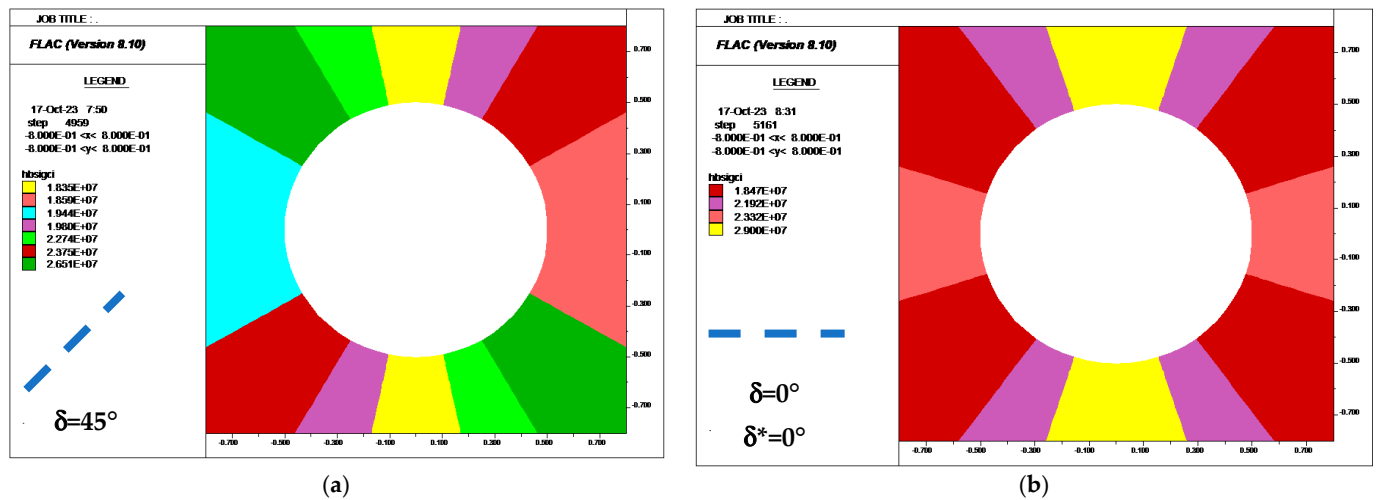 JOB TITLE : .
FLAC (Version 8.10)
LEGEND
17-Oct-23 7:50
step 4959
-8.000E-01 <x< 8.000E-01
-8.000E-01 <y< 8.000E-01
hbsigci
1.835E+07
1.859E+07
1.944E+07
1.980E+07
2.274E+07
2.375E+07
2.651E+07
δ=45°
0.700
0.500
0.300
0.100
-0.100
-0.300
-0.500
-0.700
-0.700
-0.500
-0.300
-0.100
0.100
0.300
0.500
0.700
(a)
JOB TITLE : .
FLAC (Version 8.10)
LEGEND
17-Oct-23 8:31
step 5161
-8.000E-01 <x< 8.000E-01
-8.000E-01 <y< 8.000E-01
hbsigci
1.847E+07
2.192E+07
2.332E+07
2.900E+07
δ=0°
δ*=0°
0.700
0.500
0.300
0.100
-0.100
-0.300
-0.500
-0.700
-0.700
-0.500
-0.300
-0.100
0.100
0.300
0.500
0.700
(b)